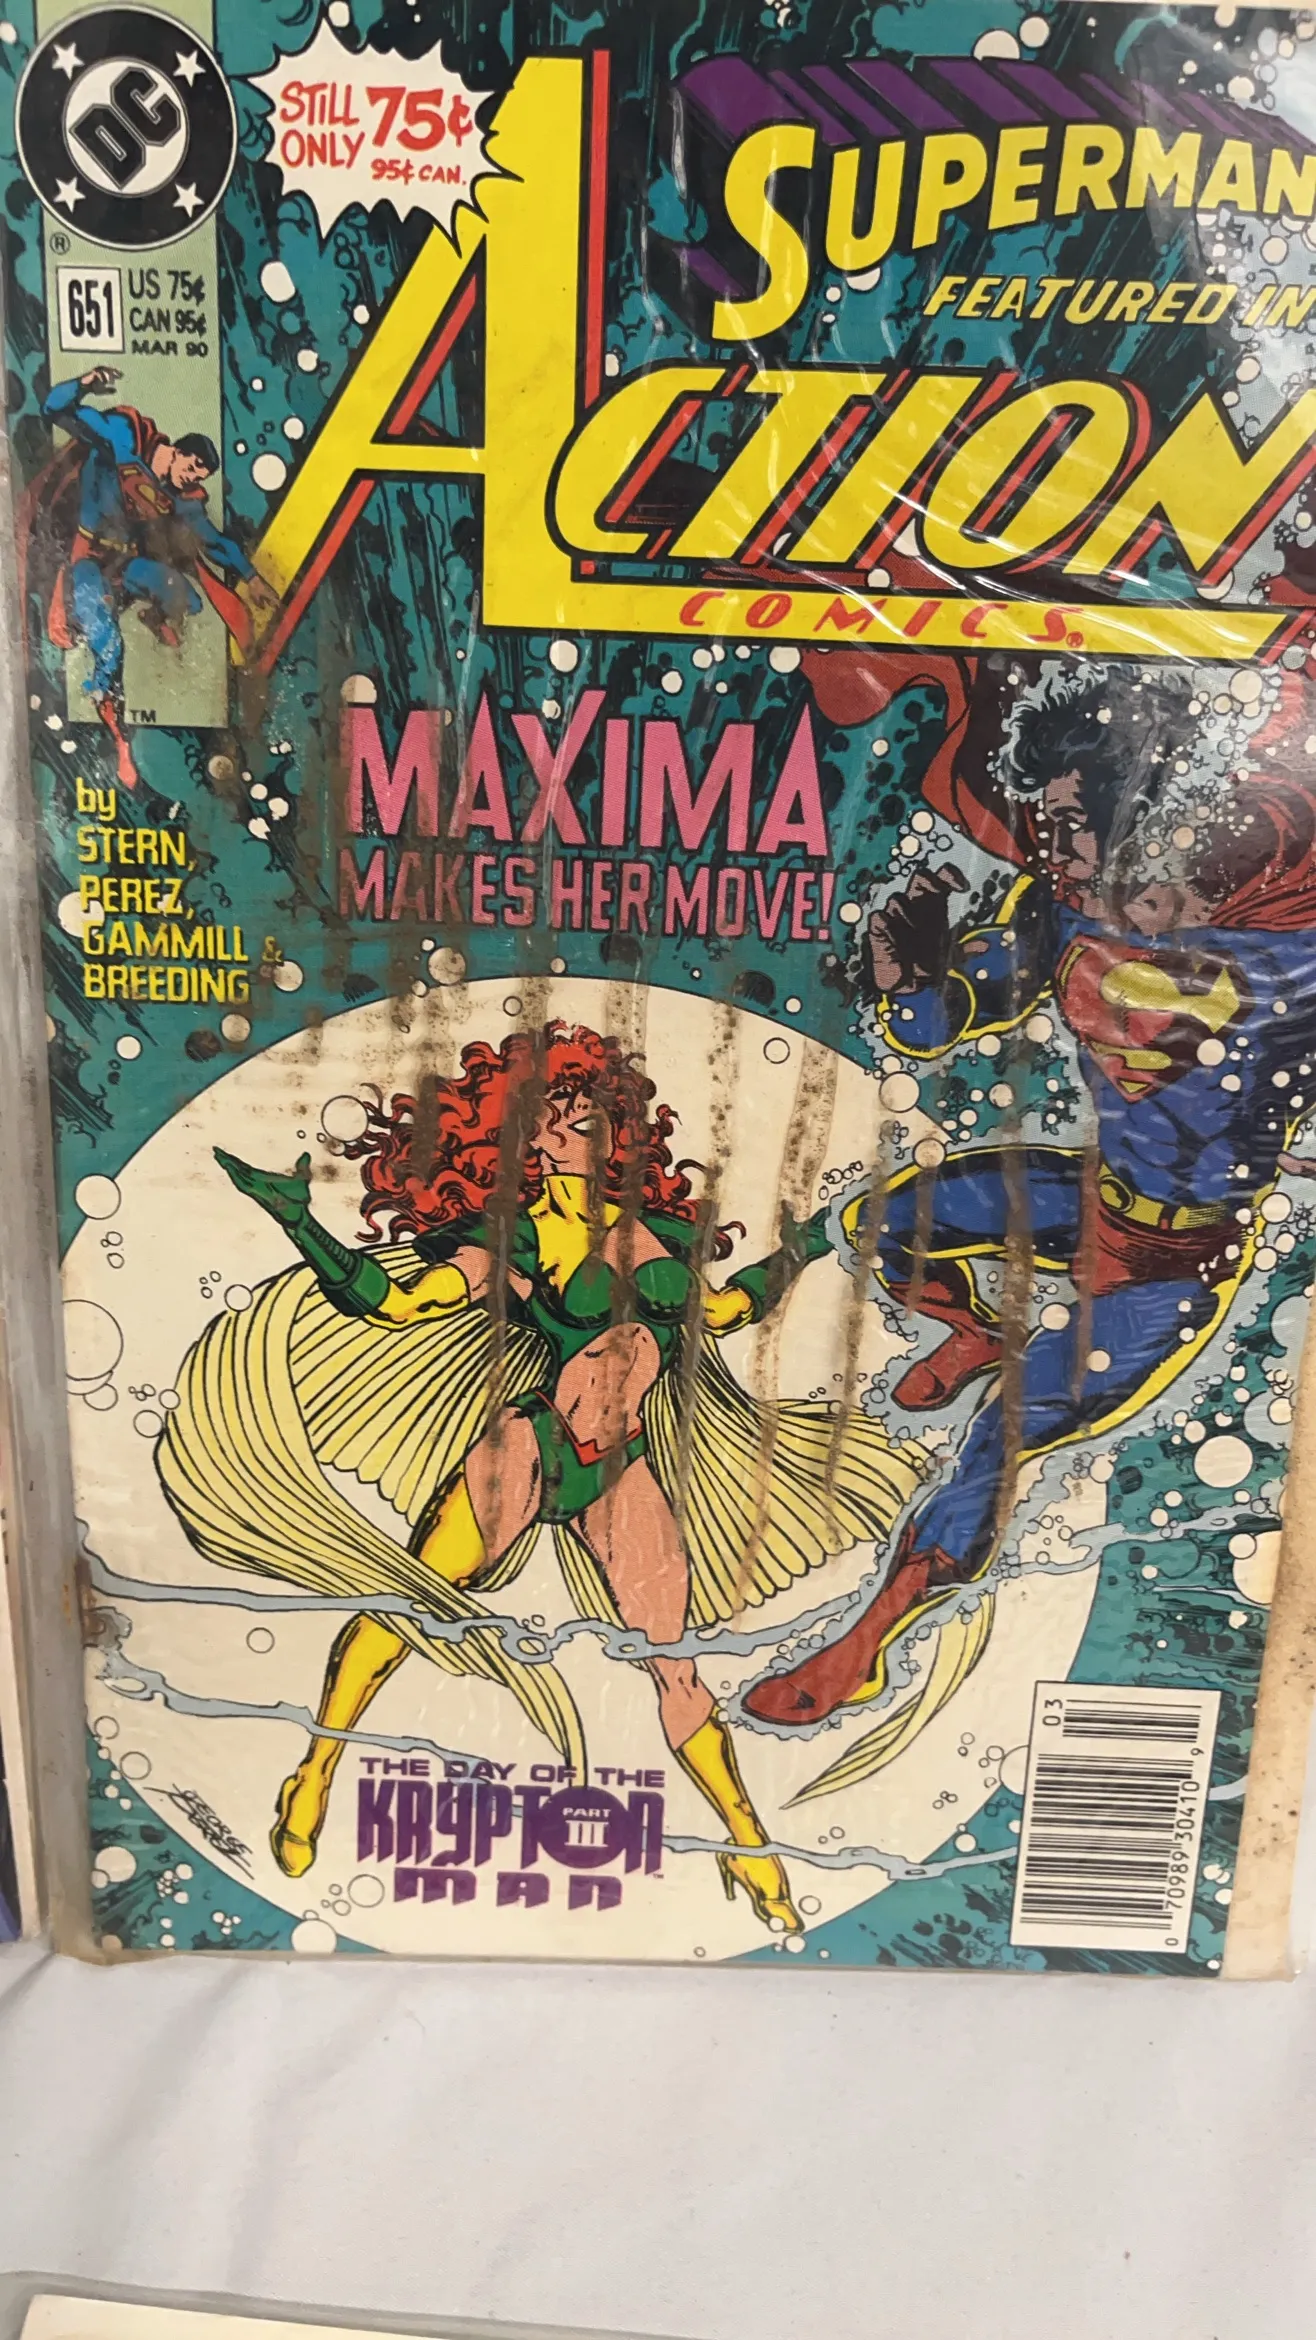 DC
®
STILL ONLY 75¢
95¢ CAN.
651
US 75¢
CAN 95¢
MAR 90
SUPERMAN
FEATURED IN
ACTION
COMICS®
TM
by
STERN,
PEREZ,
GAMMILL &
BREEDING
MAXIMA
MAKES HER MOVE!
THE DAY OF THE
KRYPTON
PART
III
MAN
GEORGE
PEREZ
03
0 70989 30410 9